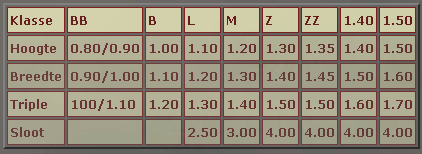 Klasse BB B L M Z ZZ 1.40 1.50
Hoogte 0.80/0.90 1.00 1.10 1.20 1.30 1.35 1.40 1.50
Breedte 0.90/1.00 1.10 1.20 1.30 1.40 1.45 1.50 1.60
Triple 100/1.10 1.20 1.30 1.40 1.50 1.50 1.60 1.70
Sloot 2.50 3.00 4.00 4.00 4.00 4.00